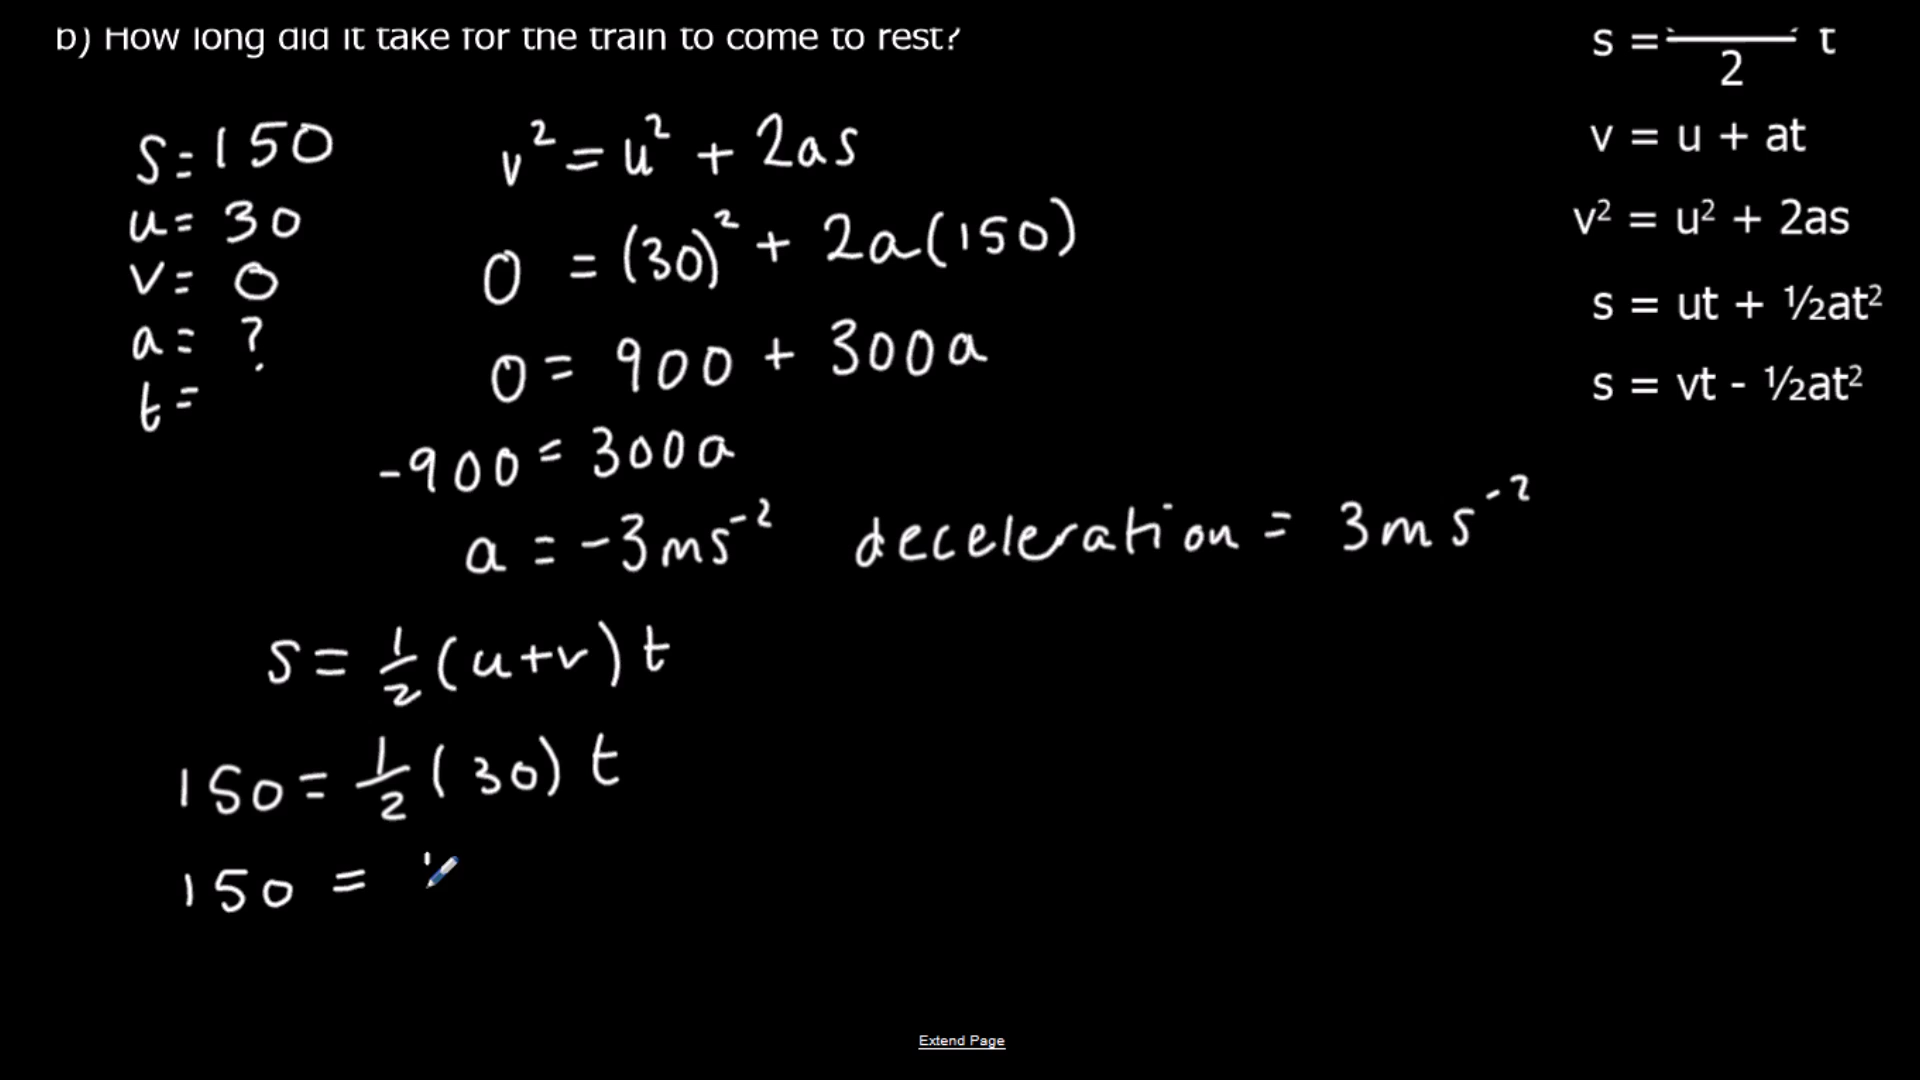 b) How long did it take for the train to come to rest?
s = ――― t
2
v = u + at
v² = u² + 2as
s = ut + ½at²
s = vt - ½at²
s = 150
u = 30
v = 0
a = ?
t =
v² = u² + 2as
0 = (30)² + 2a(150)
0 = 900 + 300a
-900 = 300a
a = -3ms⁻² deceleration = 3ms⁻²
s = ½(u+v)t
150 = ½(30)t
150 =
Extend Page